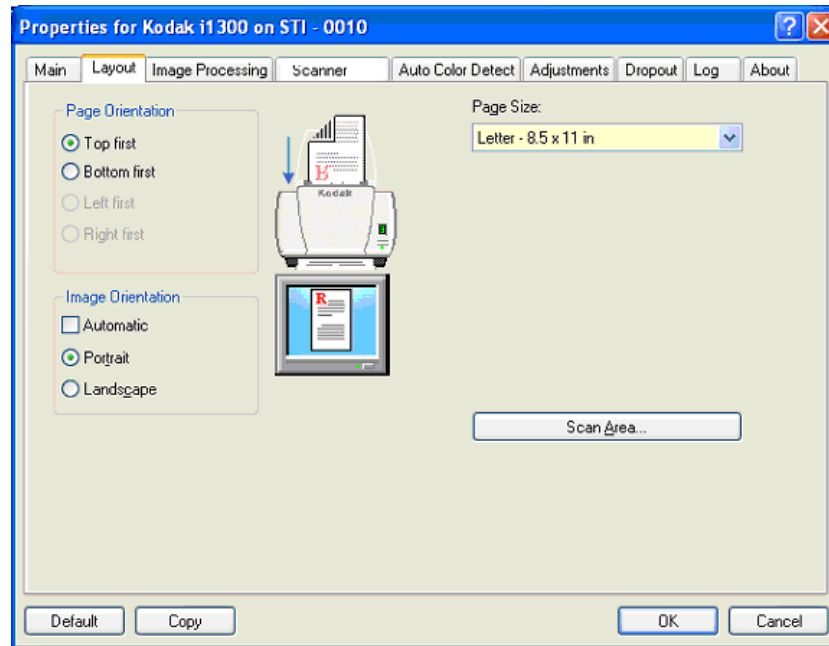 Properties for Kodak i1300 on STI - 0010
Main Layout Image Processing Scanner Auto Color Detect Adjustments Dropout Log About
Page Orientation
Top first
Bottom first
Left first
Right first
Kodak
R
Image Orientation
Automatic
Portrait
Landscape
R
Page Size:
Letter - 8.5 x 11 in
Scan Area...
Default Copy OK Cancel